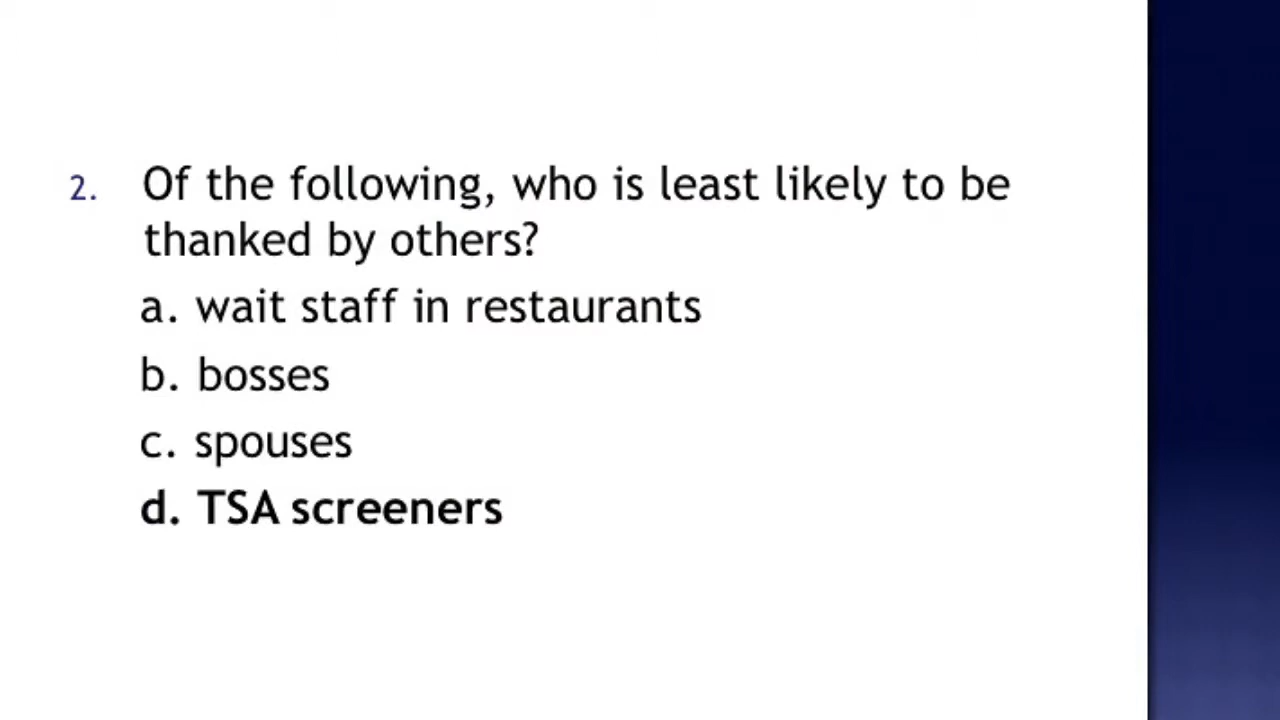 2. Of the following, who is least likely to be
thanked by others?
a. wait staff in restaurants
b. bosses
c. spouses
d. TSA screeners